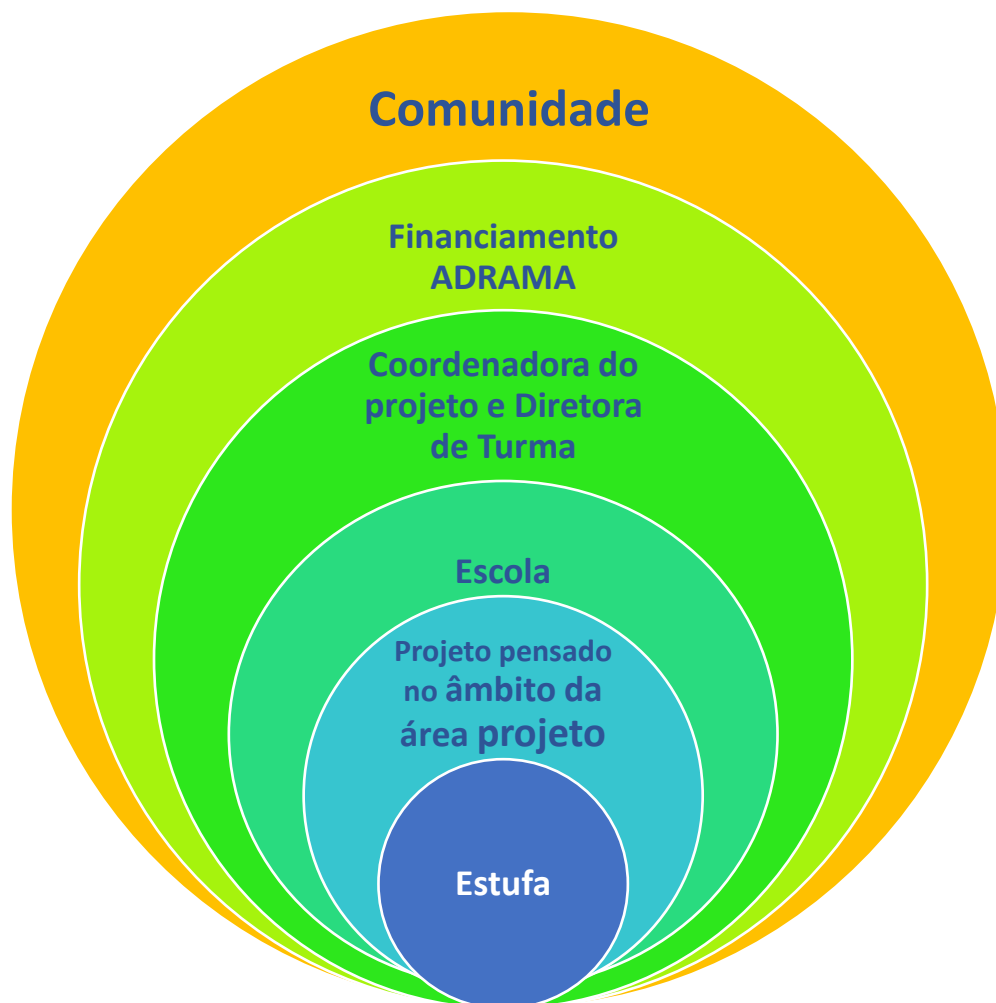 Comunidade
Financiamento
ADRAMA
Coordenadora do
projeto e Diretora
de Turma
Escola
Projeto pensado
no âmbito da
área projeto
Estufa